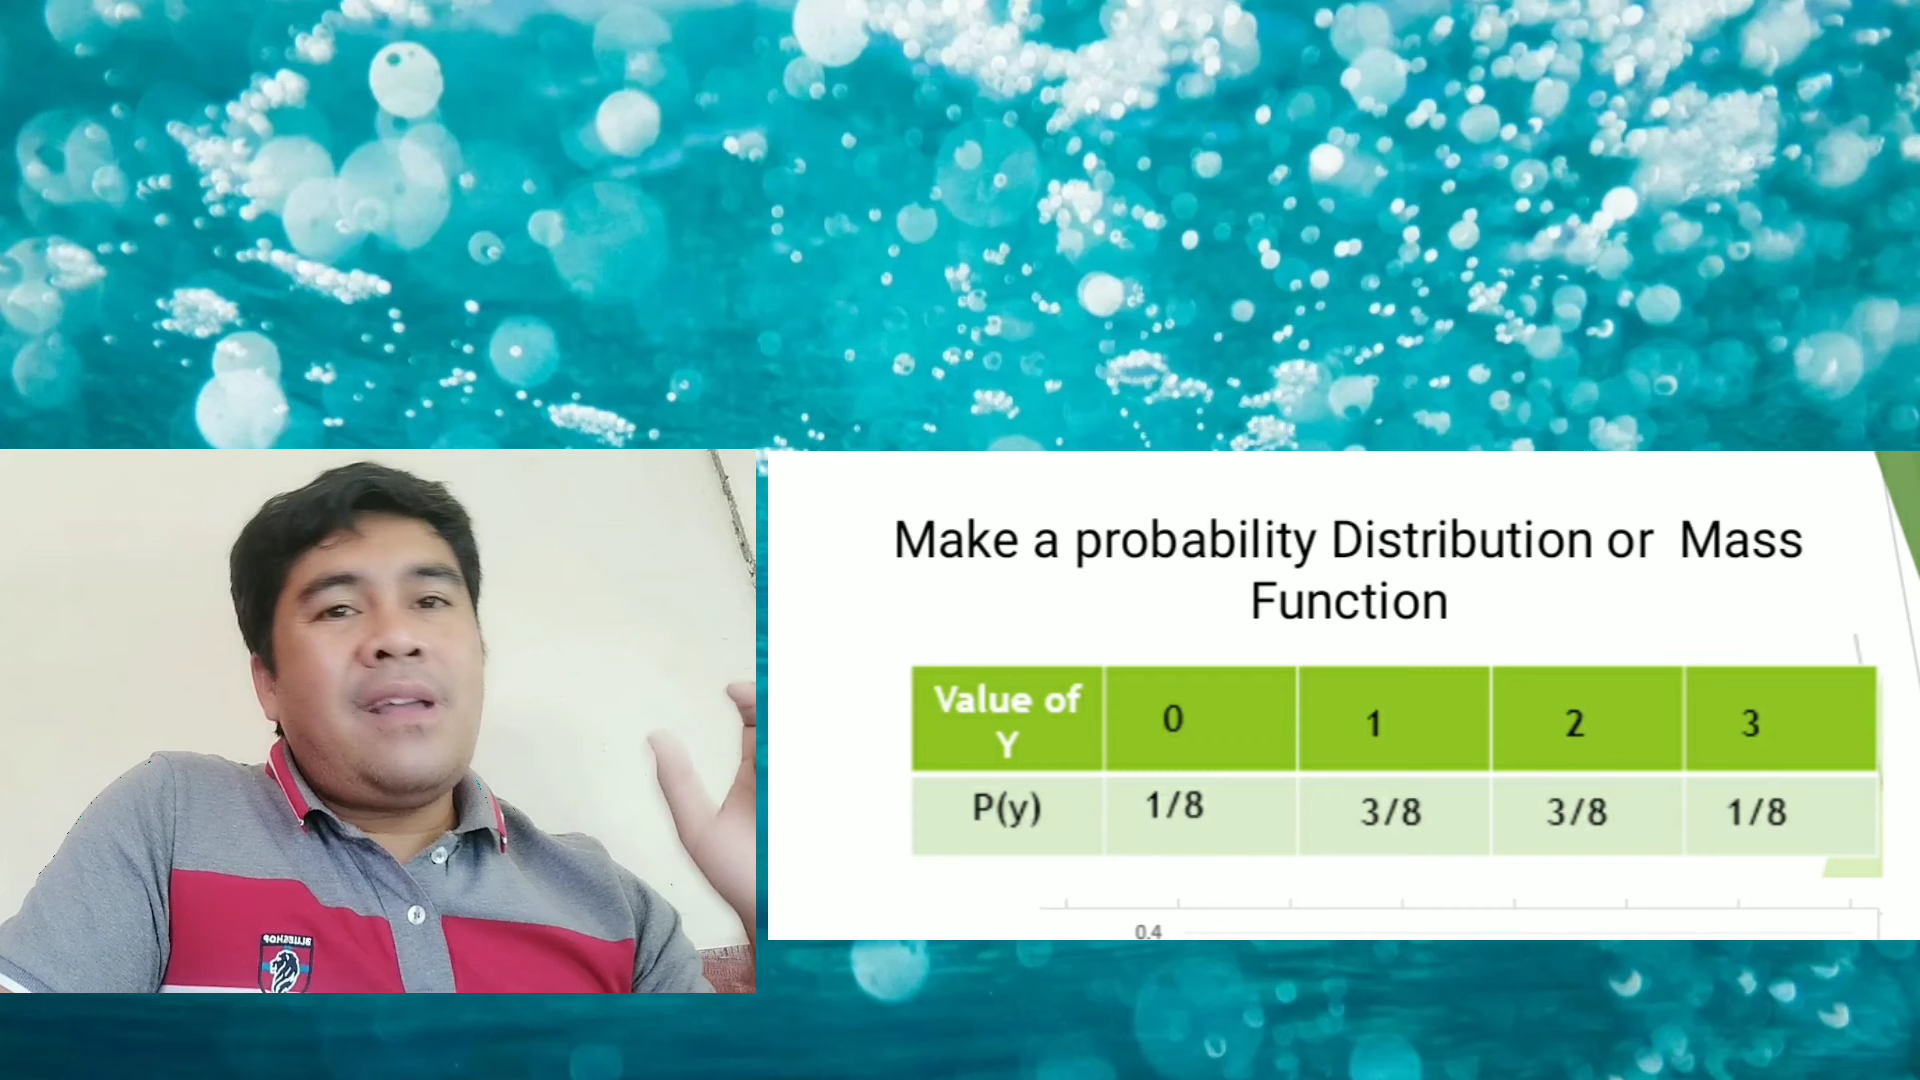 Make a probability Distribution or Mass
Function
Value of
Y
0
1
2
3
P(y)
1/8
3/8
3/8
1/8
0.4
BLUESHOP